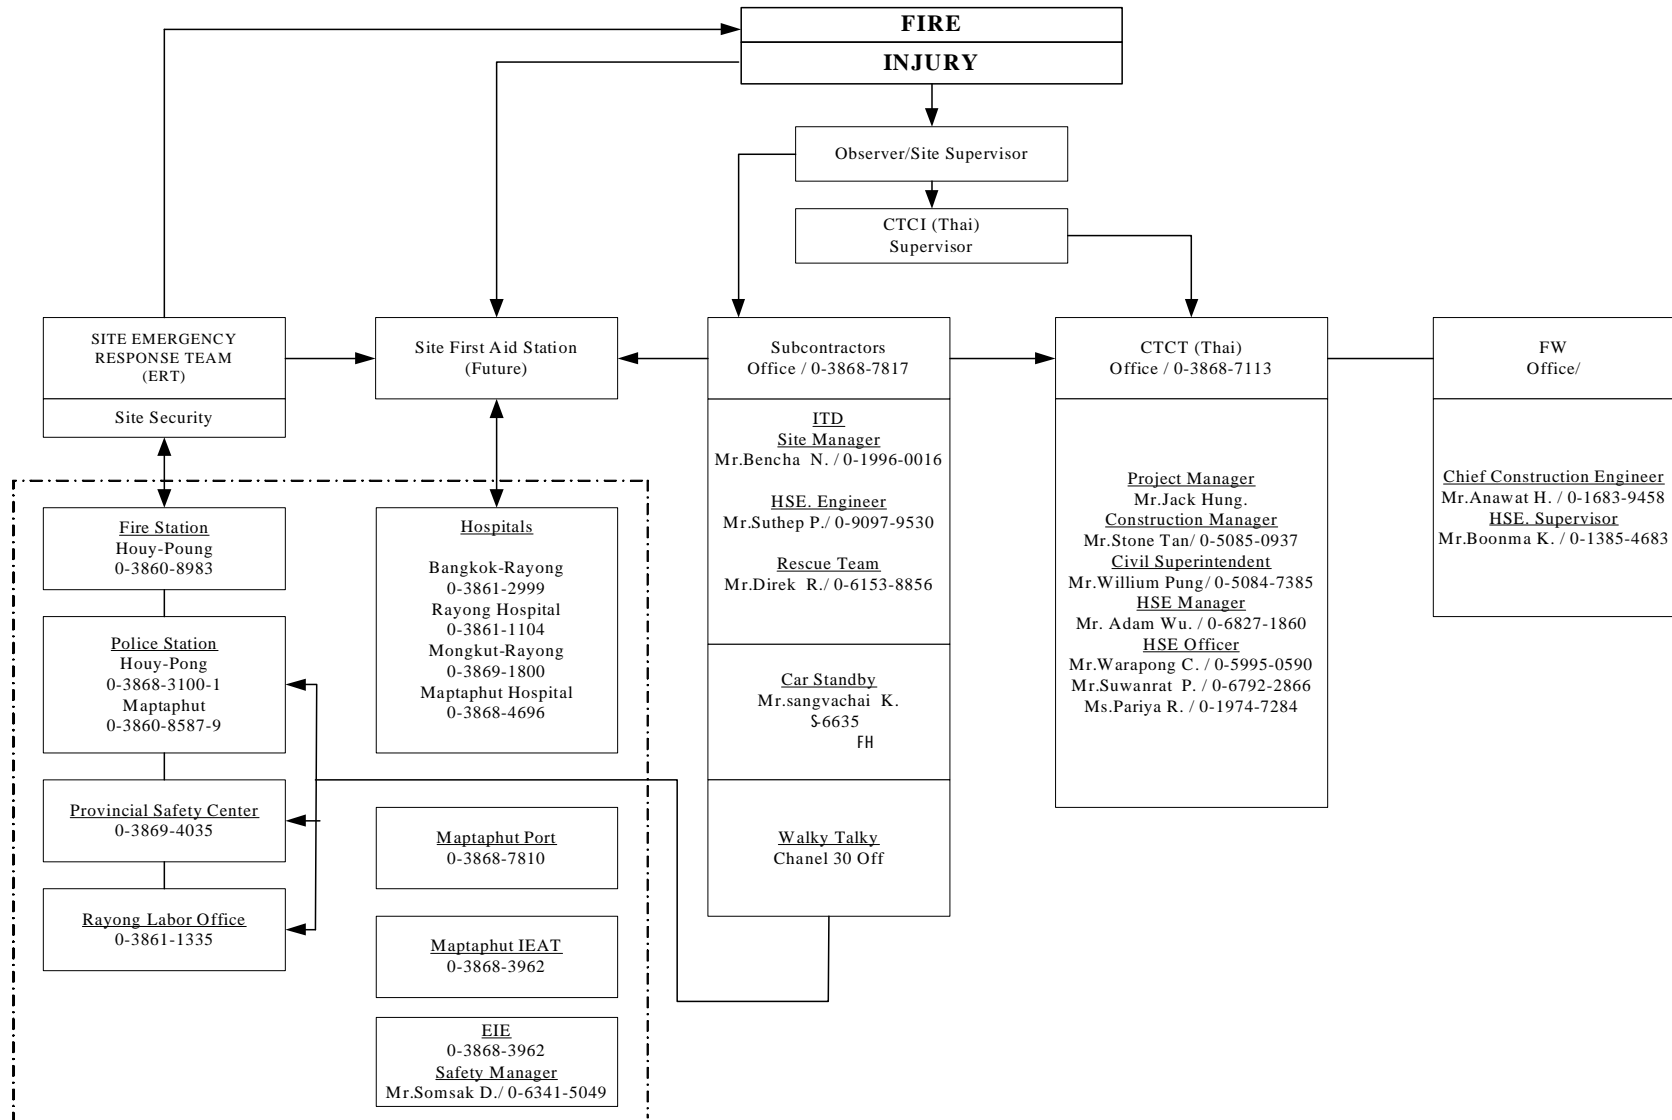 FIRE
INJURY
Observer/Site Supervisor
CTCI (Thai)
Supervisor
SITE EMERGENCY
RESPONSE TEAM
(ERT)
Site Security
Site First Aid Station
(Future)
Subcontractors
Office / 0-3868-7817
CTCT (Thai)
Office / 0-3868-7113
FW
Office/
ITD
Site Manager
Mr.Bencha N. / 0-1996-0016
HSE. Engineer
Mr.Suthep P./ 0-9097-9530
Rescue Team
Mr.Direk R./ 0-6153-8856
Car Standby
Mr.sangvachai K.
S-6635
FH
Walky Talky
Chanel 30 Off
Project Manager
Mr.Jack Hung.
Construction Manager
Mr.Stone Tan/ 0-5085-0937
Civil Superintendent
Mr.Willium Pung/ 0-5084-7385
HSE Manager
Mr. Adam Wu. / 0-6827-1860
HSE Officer
Mr.Warapong C. / 0-5995-0590
Mr.Suwanrat P. / 0-6792-2866
Ms.Pariya R. / 0-1974-7284
Chief Construction Engineer
Mr.Anawat H. / 0-1683-9458
HSE. Supervisor
Mr.Boonma K. / 0-1385-4683
Fire Station
Houy-Poung
0-3860-8983
Police Station
Houy-Pong
0-3868-3100-1
Maptaphut
0-3860-8587-9
Provincial Safety Center
0-3869-4035
Rayong Labor Office
0-3861-1335
Hospitals
Bangkok-Rayong
0-3861-2999
Rayong Hospital
0-3861-1104
Mongkut-Rayong
0-3869-1800
Maptaphut Hospital
0-3868-4696
Maptaphut Port
0-3868-7810
Maptaphut IEAT
0-3868-3962
EIE
0-3868-3962
Safety Manager
Mr.Somsak D./ 0-6341-5049